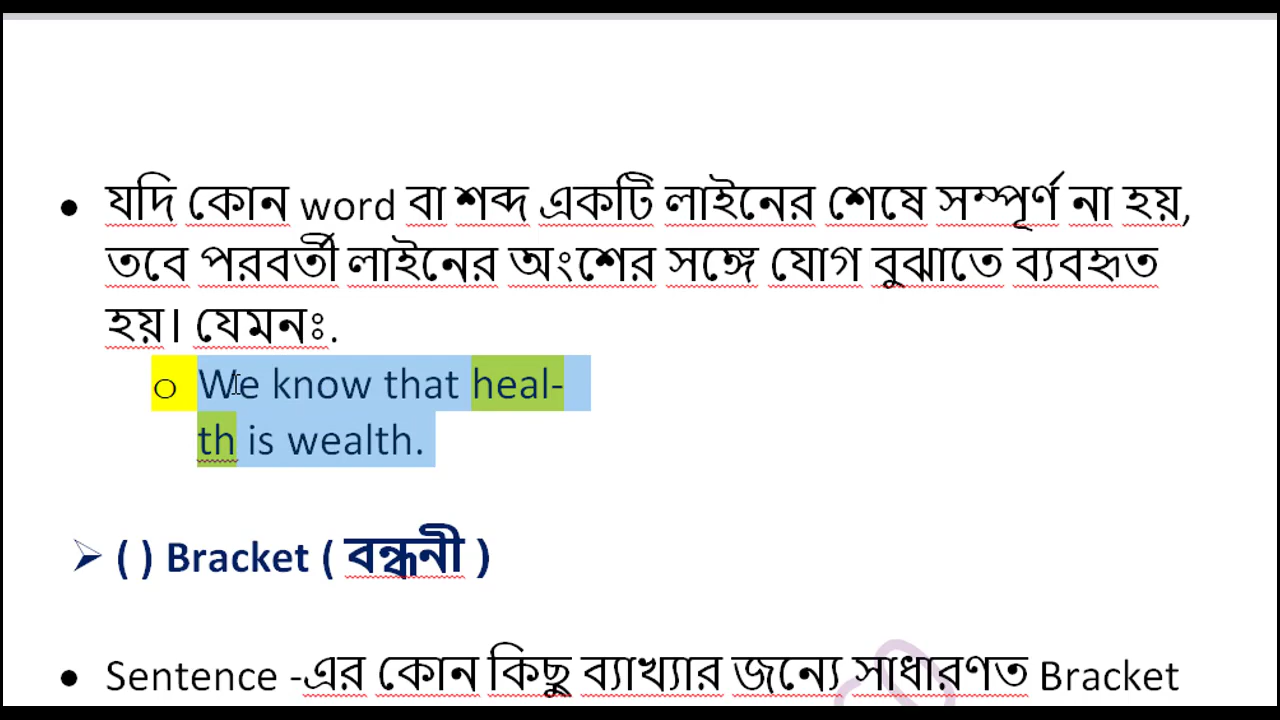 • যদি কোন word বা শব্দ একটি লাইনের শেষে সম্পূর্ণ না হয়,
তবে পরবর্তী লাইনের অংশের সঙ্গে যোগ বুঝাতে ব্যবহৃত
হয়। যেমনঃ.
o We know that heal-
th is wealth.
➢ ( ) Bracket ( বন্ধনী )
• Sentence -এর কোন কিছু ব্যাখ্যার জন্যে সাধারণত Bracket